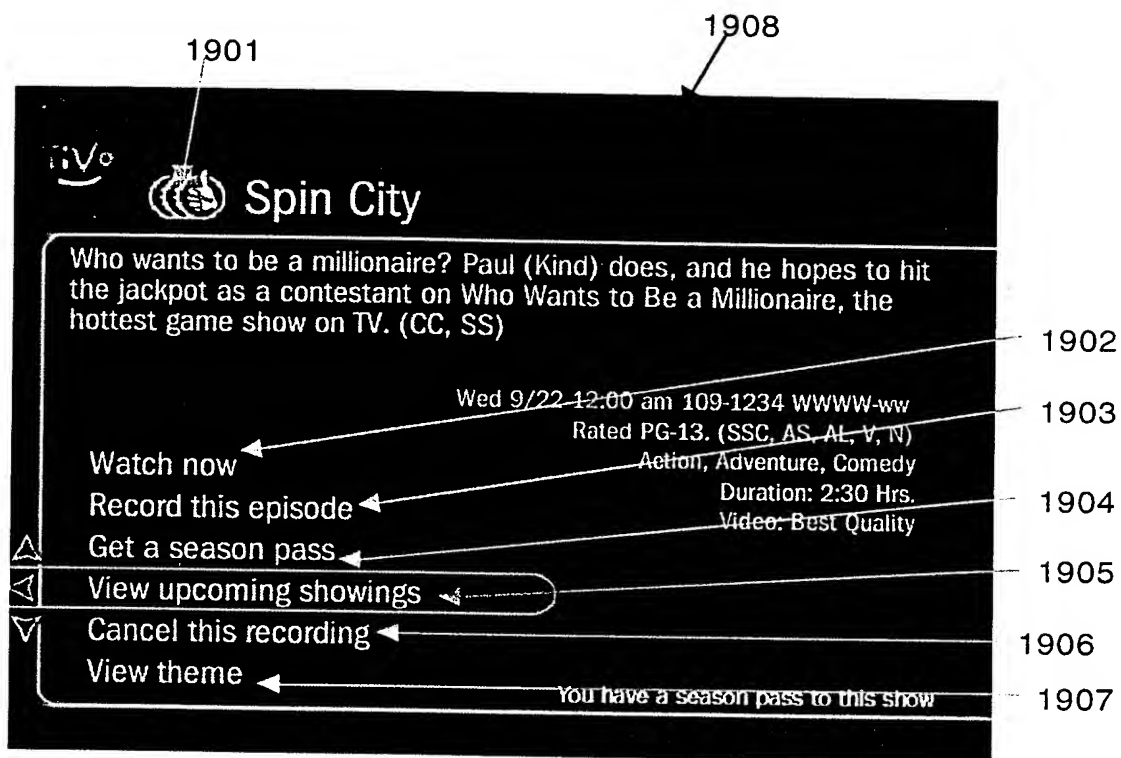 1908
1901
TiVo
Spin City
Who wants to be a millionaire? Paul (Kind) does, and he hopes to hit
the jackpot as a contestant on Who Wants to Be a Millionaire, the
hottest game show on TV. (CC, SS)
1902
Wed 9/22 12:00 am 109-1234 WWWW-ww
1903
Rated PG-13. (SSC, AS, AL, V, N)
Watch now
Action, Adventure, Comedy
Record this episode
Duration: 2:30 Hrs.
1904
Video: Best Quality
Get a season pass
1905
View upcoming showings
Cancel this recording
1906
View theme
You have a season pass to this show
1907